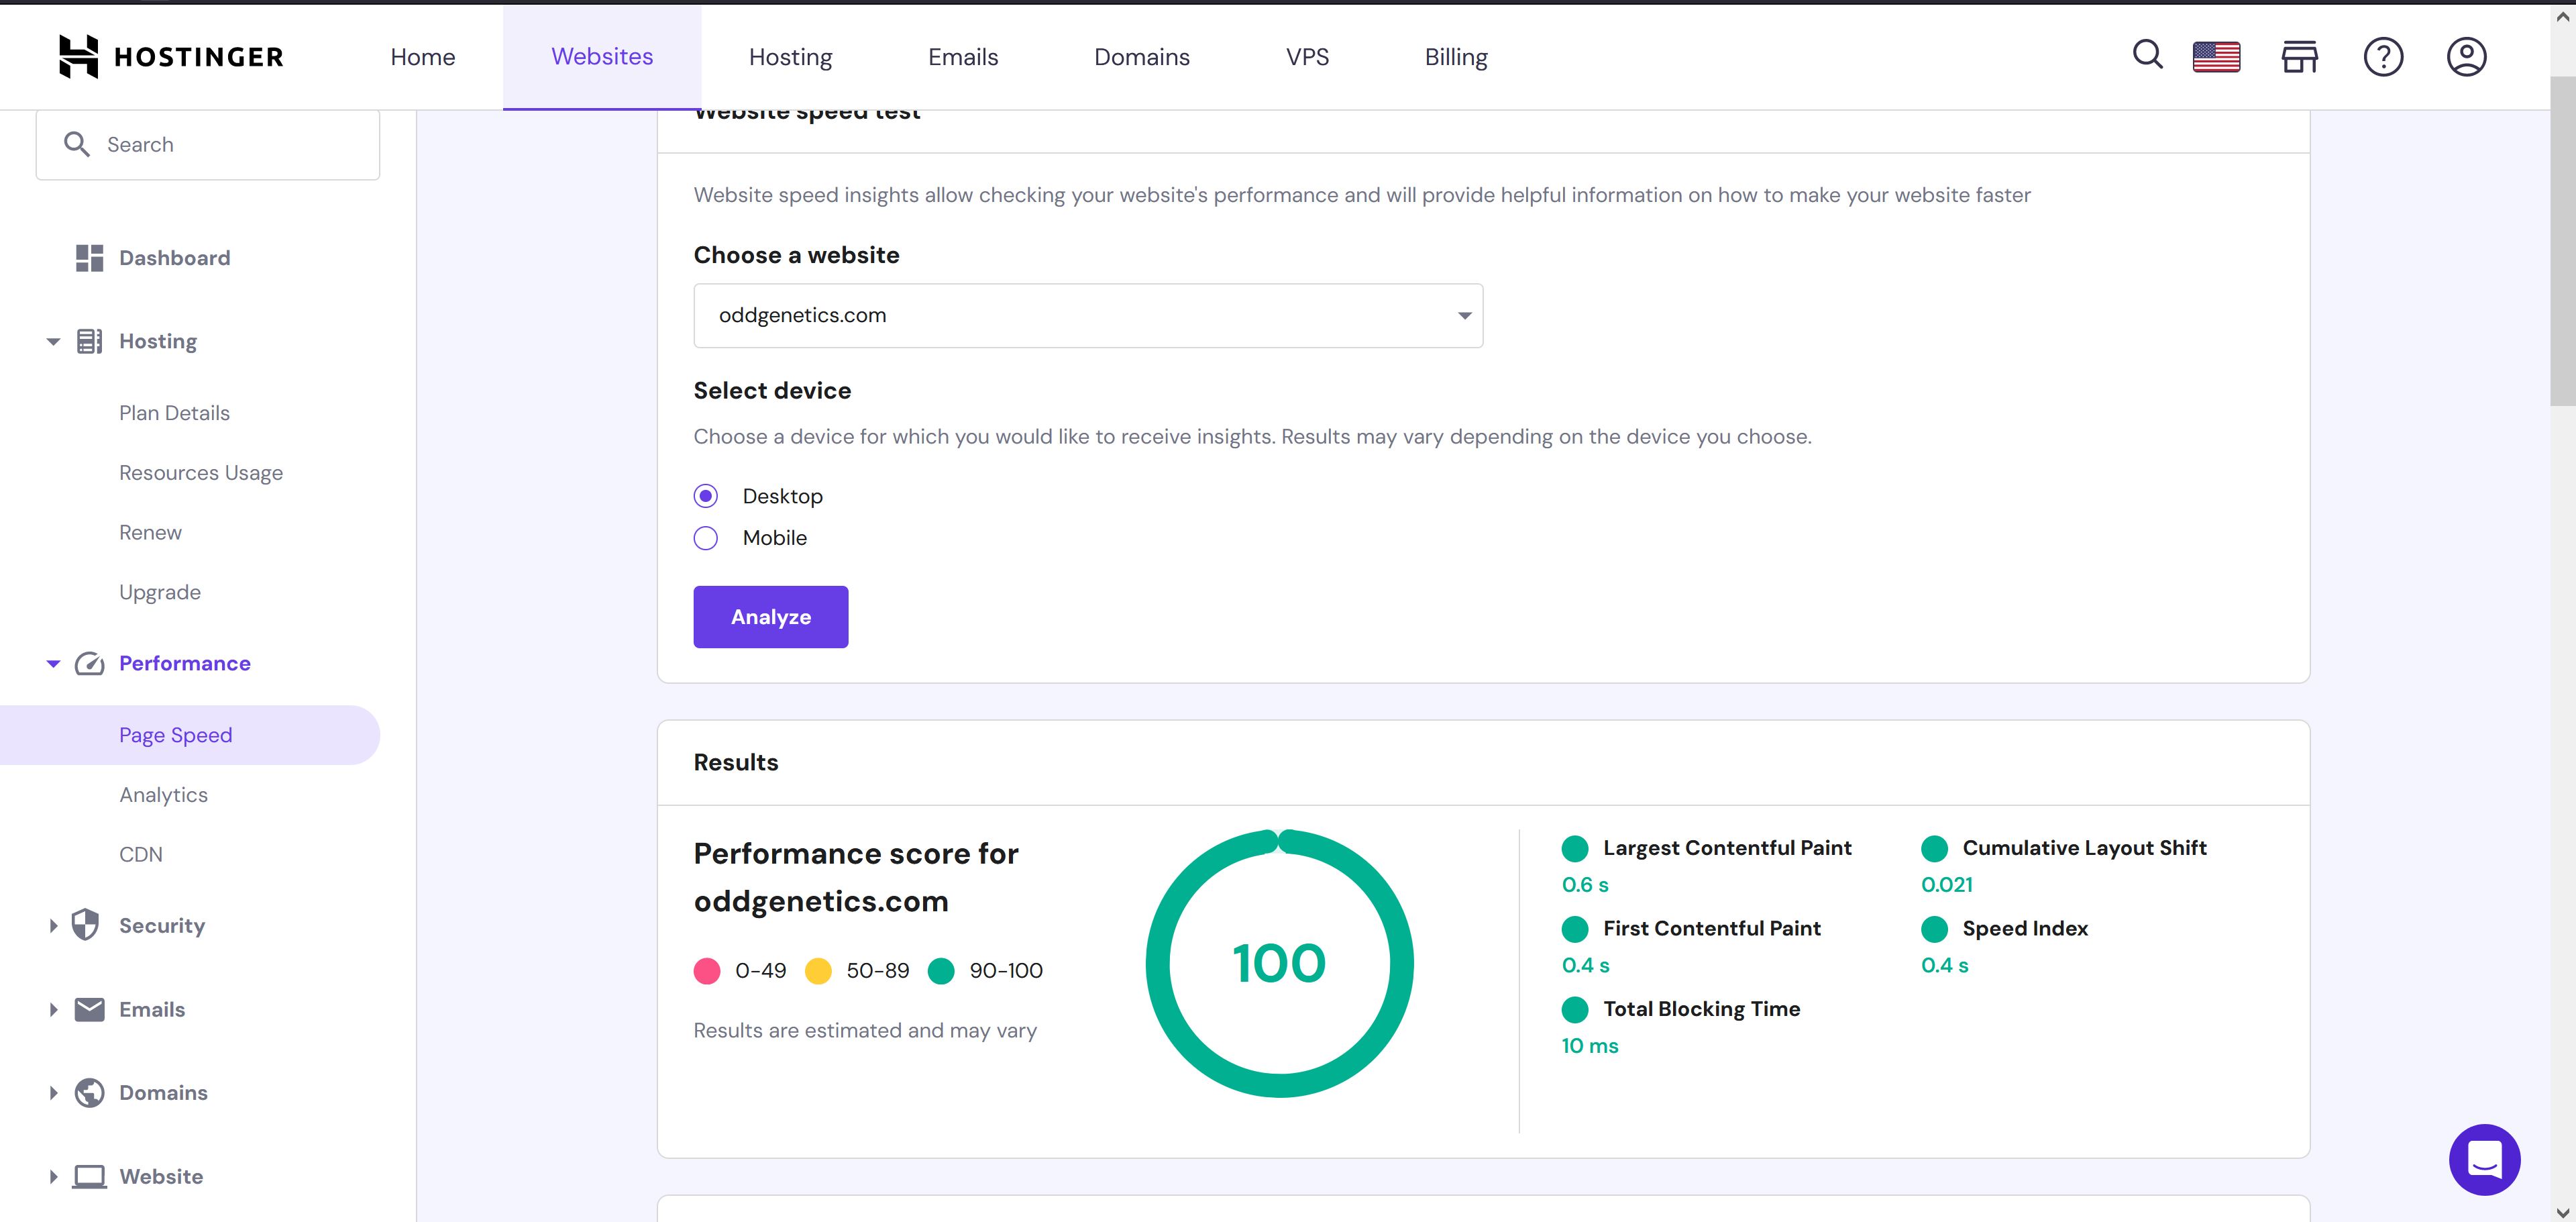 HOSTINGER
Home
Websites
Hosting
Emails
Domains
VPS
Billing
Search
Dashboard
Hosting
Plan Details
Resources Usage
Renew
Upgrade
Performance
Page Speed
Analytics
CDN
Security
Emails
Domains
Website
Website speed test
Website speed insights allow checking your website's performance and will provide helpful information on how to make your website faster
Choose a website
oddgenetics.com
Select device
Choose a device for which you would like to receive insights. Results may vary depending on the device you choose.
Desktop
Mobile
Analyze
Results
Performance score for
oddgenetics.com
0-49 50-89 90-100
Results are estimated and may vary
100
Largest Contentful Paint
0.6 s
First Contentful Paint
0.4 s
Total Blocking Time
10 ms
Cumulative Layout Shift
0.021
Speed Index
0.4 s